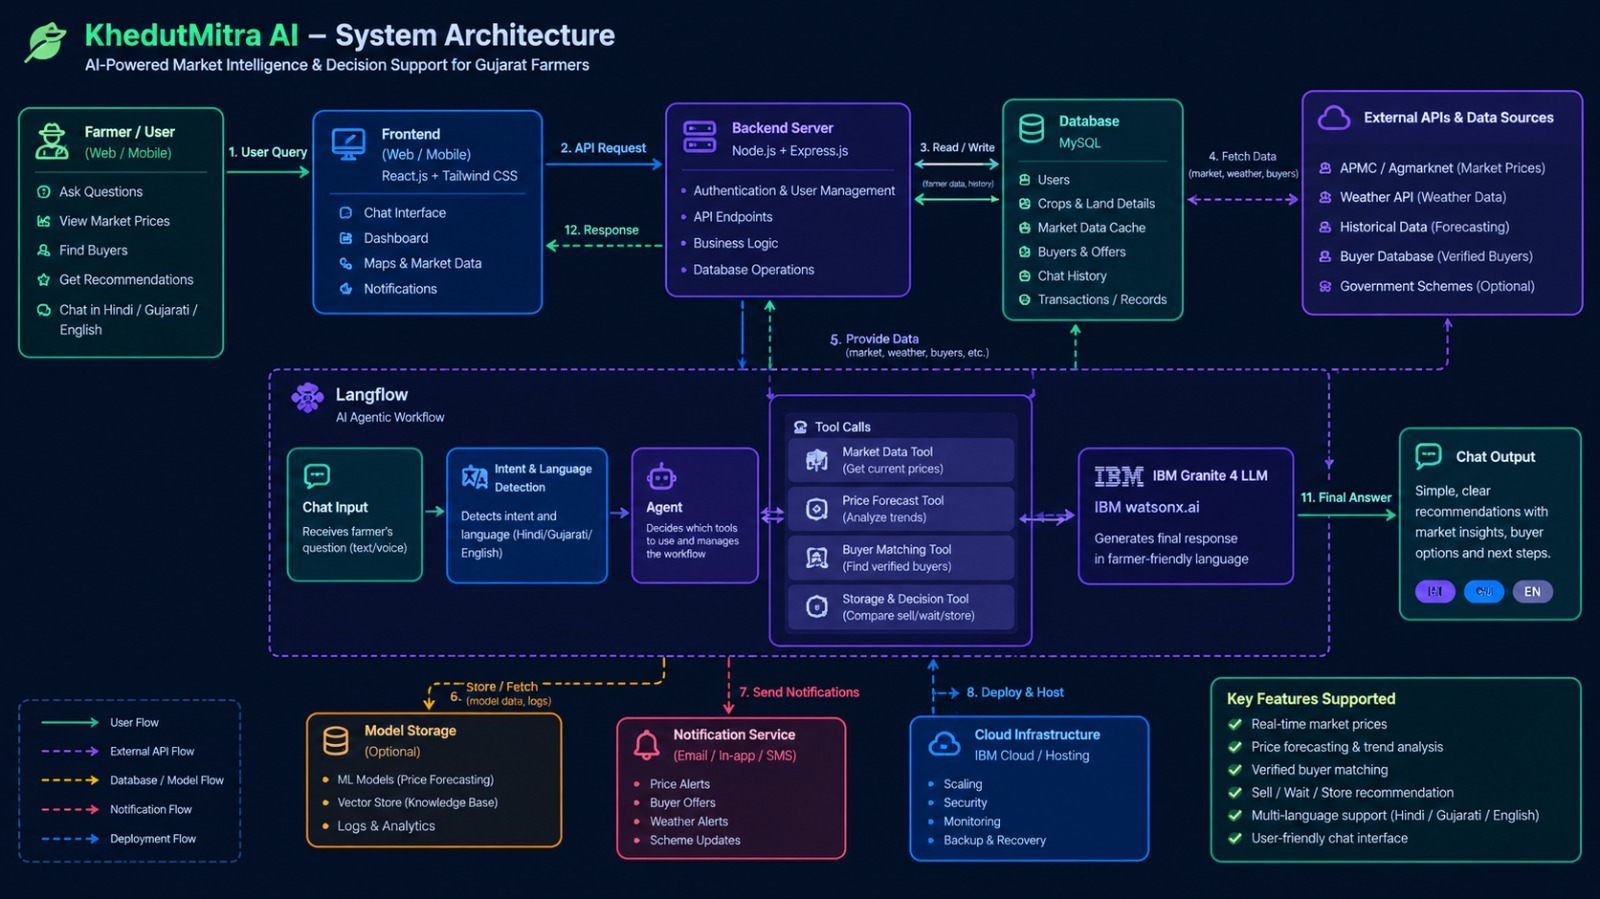 KhedutMitra AI – System Architecture
AI-Powered Market Intelligence & Decision Support for Gujarat Farmers
Farmer / User
(Web / Mobile)
Ask Questions
View Market Prices
Find Buyers
Get Recommendations
Chat in Hindi / Gujarati /
English
1. User Query
Frontend
(Web / Mobile)
React.js + Tailwind CSS
Chat Interface
Dashboard
Maps & Market Data
Notifications
2. API Request
12. Response
Backend Server
Node.js + Express.js
• Authentication & User Management
• API Endpoints
• Business Logic
• Database Operations
3. Read / Write
(farmer data, history)
Database
MySQL
Users
Crops & Land Details
Market Data Cache
Buyers & Offers
Chat History
Transactions / Records
4. Fetch Data
(market, weather, buyers)
External APIs & Data Sources
APMC / Agmarknet (Market Prices)
Weather API (Weather Data)
Historical Data (Forecasting)
Buyer Database (Verified Buyers)
Government Schemes (Optional)
5. Provide Data
(market, weather, buyers, etc.)
Langflow
AI Agentic Workflow
Chat Input
Receives farmer's
question (text/voice)
Intent & Language
Detection
Detects intent and
language (Hindi/Gujarati/
English)
Agent
Decides which tools
to use and manages
the workflow
Tool Calls
Market Data Tool
(Get current prices)
Price Forecast Tool
(Analyze trends)
Buyer Matching Tool
(Find verified buyers)
Storage & Decision Tool
(Compare sell/wait/store)
IBM IBM Granite 4 LLM
IBM watsonx.ai
Generates final response
in farmer-friendly language
11. Final Answer
Chat Output
Simple, clear
recommendations with
market insights, buyer
options and next steps.
EN
User Flow
External API Flow
Database / Model Flow
Notification Flow
Deployment Flow
6. Store / Fetch
(model data, logs)
Model Storage
(Optional)
• ML Models (Price Forecasting)
• Vector Store (Knowledge Base)
• Logs & Analytics
7. Send Notifications
Notification Service
(Email / In-app / SMS)
• Price Alerts
• Buyer Offers
• Weather Alerts
• Scheme Updates
8. Deploy & Host
Cloud Infrastructure
IBM Cloud / Hosting
• Scaling
• Security
• Monitoring
• Backup & Recovery
Key Features Supported
Real-time market prices
Price forecasting & trend analysis
Verified buyer matching
Sell / Wait / Store recommendation
Multi-language support (Hindi / Gujarati / English)
User-friendly chat interface